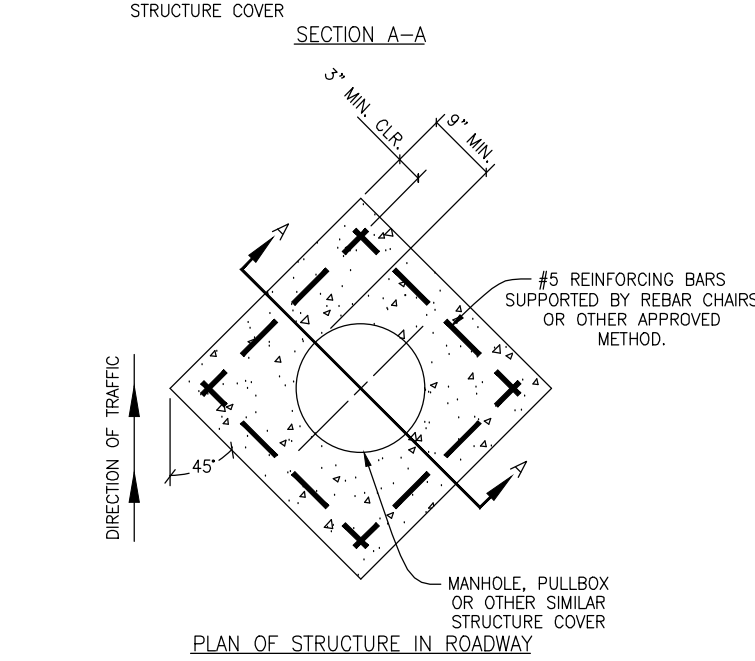 STRUCTURE COVER
SECTION A-A
3" MIN. CLR.
9" MIN.
A
#5 REINFORCING BARS
SUPPORTED BY REBAR CHAIRS
OR OTHER APPROVED
METHOD.
DIRECTION OF TRAFFIC
45°
A
MANHOLE, PULLBOX
OR OTHER SIMILAR
STRUCTURE COVER
PLAN OF STRUCTURE IN ROADWAY